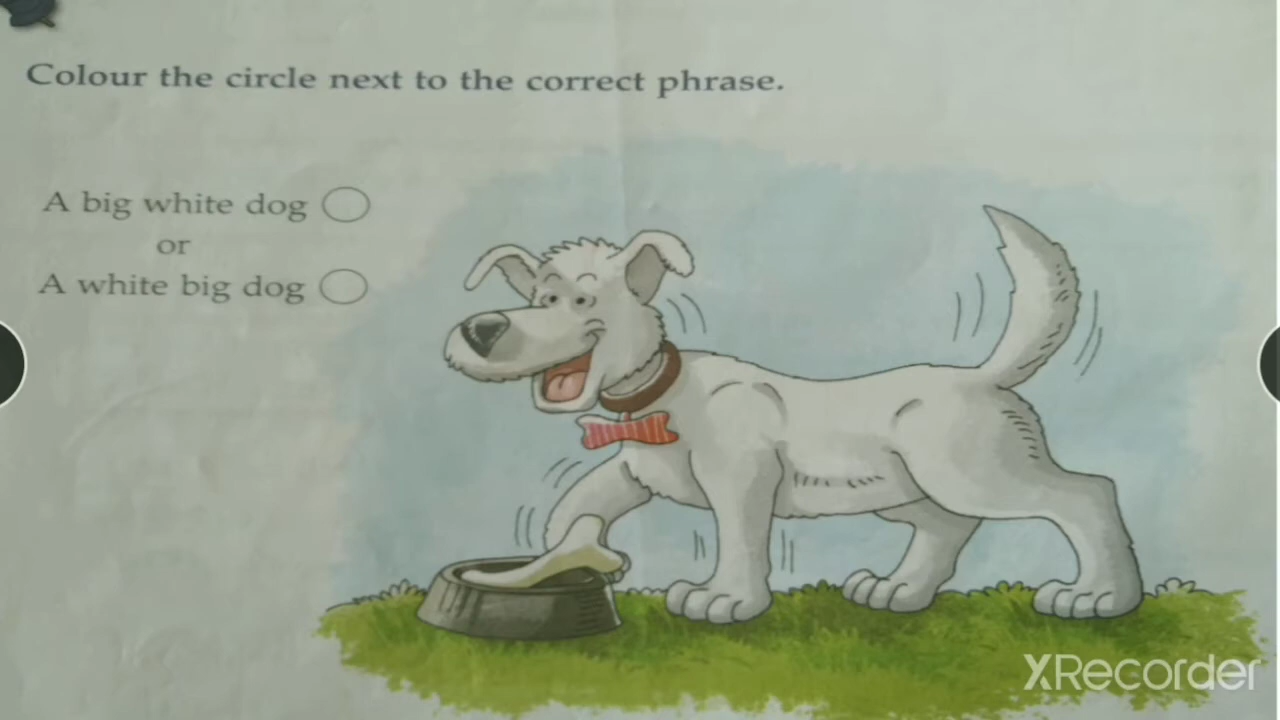 Colour the circle next to the correct phrase.
A big white dog
or
A white big dog
XRecorder